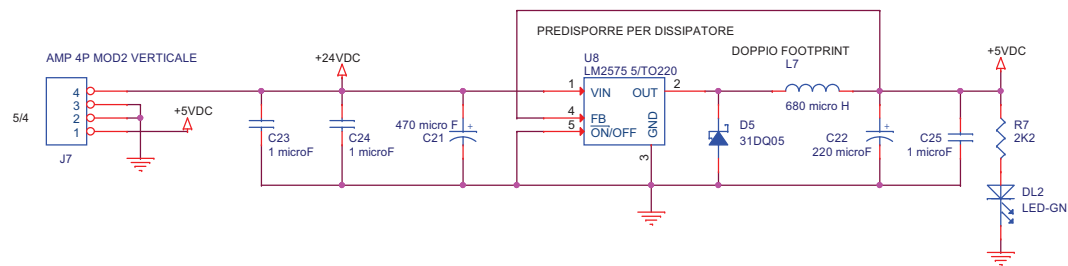 PREDISPORRE PER DISSIPATORE
AMP 4P MOD2 VERTICALE
+24VDC
U8
LM2575 5/TO220
DOPPIO FOOTPRINT
L7
+5VDC
4
3
2
1
5/4
J7
+5VDC
1
VIN
OUT
2
4
FB
5
ON/OFF
GND
3
680 micro H
C23
1 microF
C24
1 microF
470 micro F
C21
+
D5
31DQ05
C22
220 microF
+
C25
1 microF
R7
2K2
DL2
LED-GN